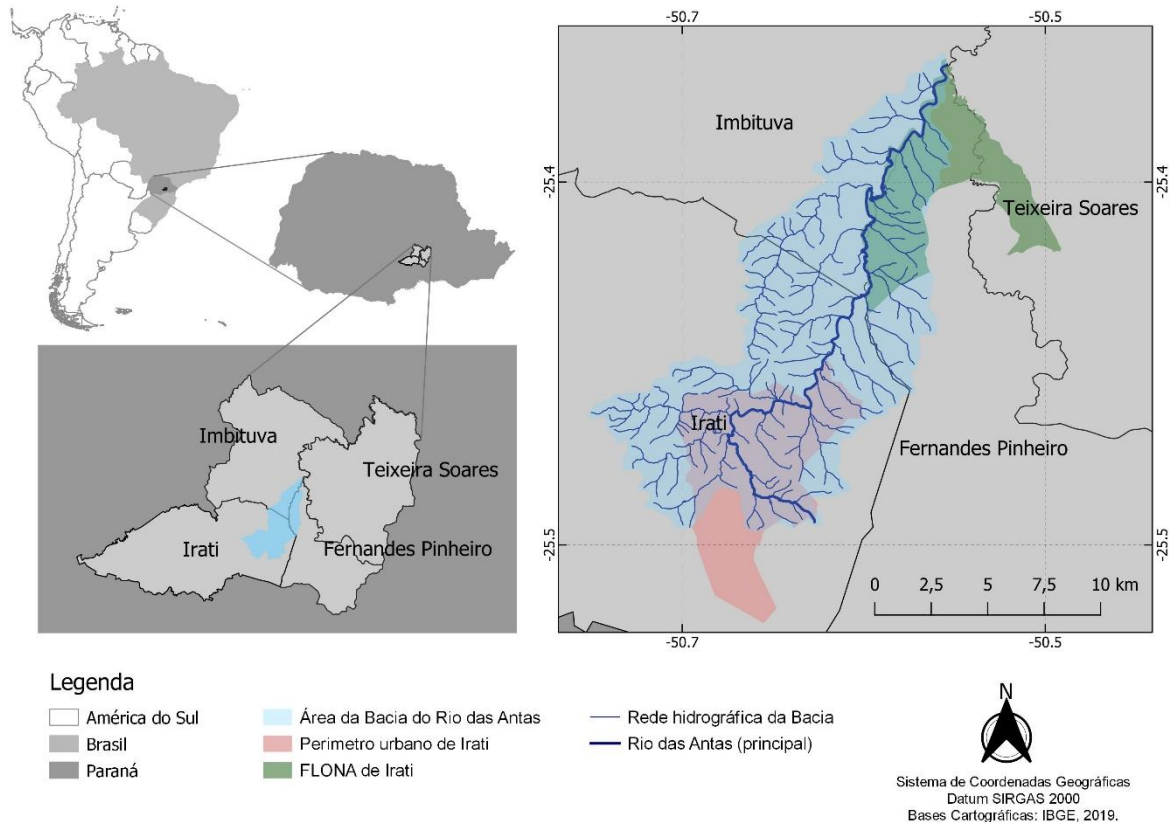 -50.7
-50.5
Imbituva
-25.4
-25.4
Teixeira Soares
Irati
Fernandes Pinheiro
-25.5
-25.5
0 2,5 5 7,5 10 km
-50.7
-50.5
Imbituva
Teixeira Soares
Irati
Fernandes Pinheiro
Legenda
América do Sul
Brasil
Paraná
Área da Bacia do Rio das Antas
Perimetro urbano de Irati
FLONA de Irati
Rede hidrográfica da Bacia
Rio das Antas (principal)
N
Sistema de Coordenadas Geográficas
Datum SIRGAS 2000
Bases Cartográficas: IBGE, 2019.